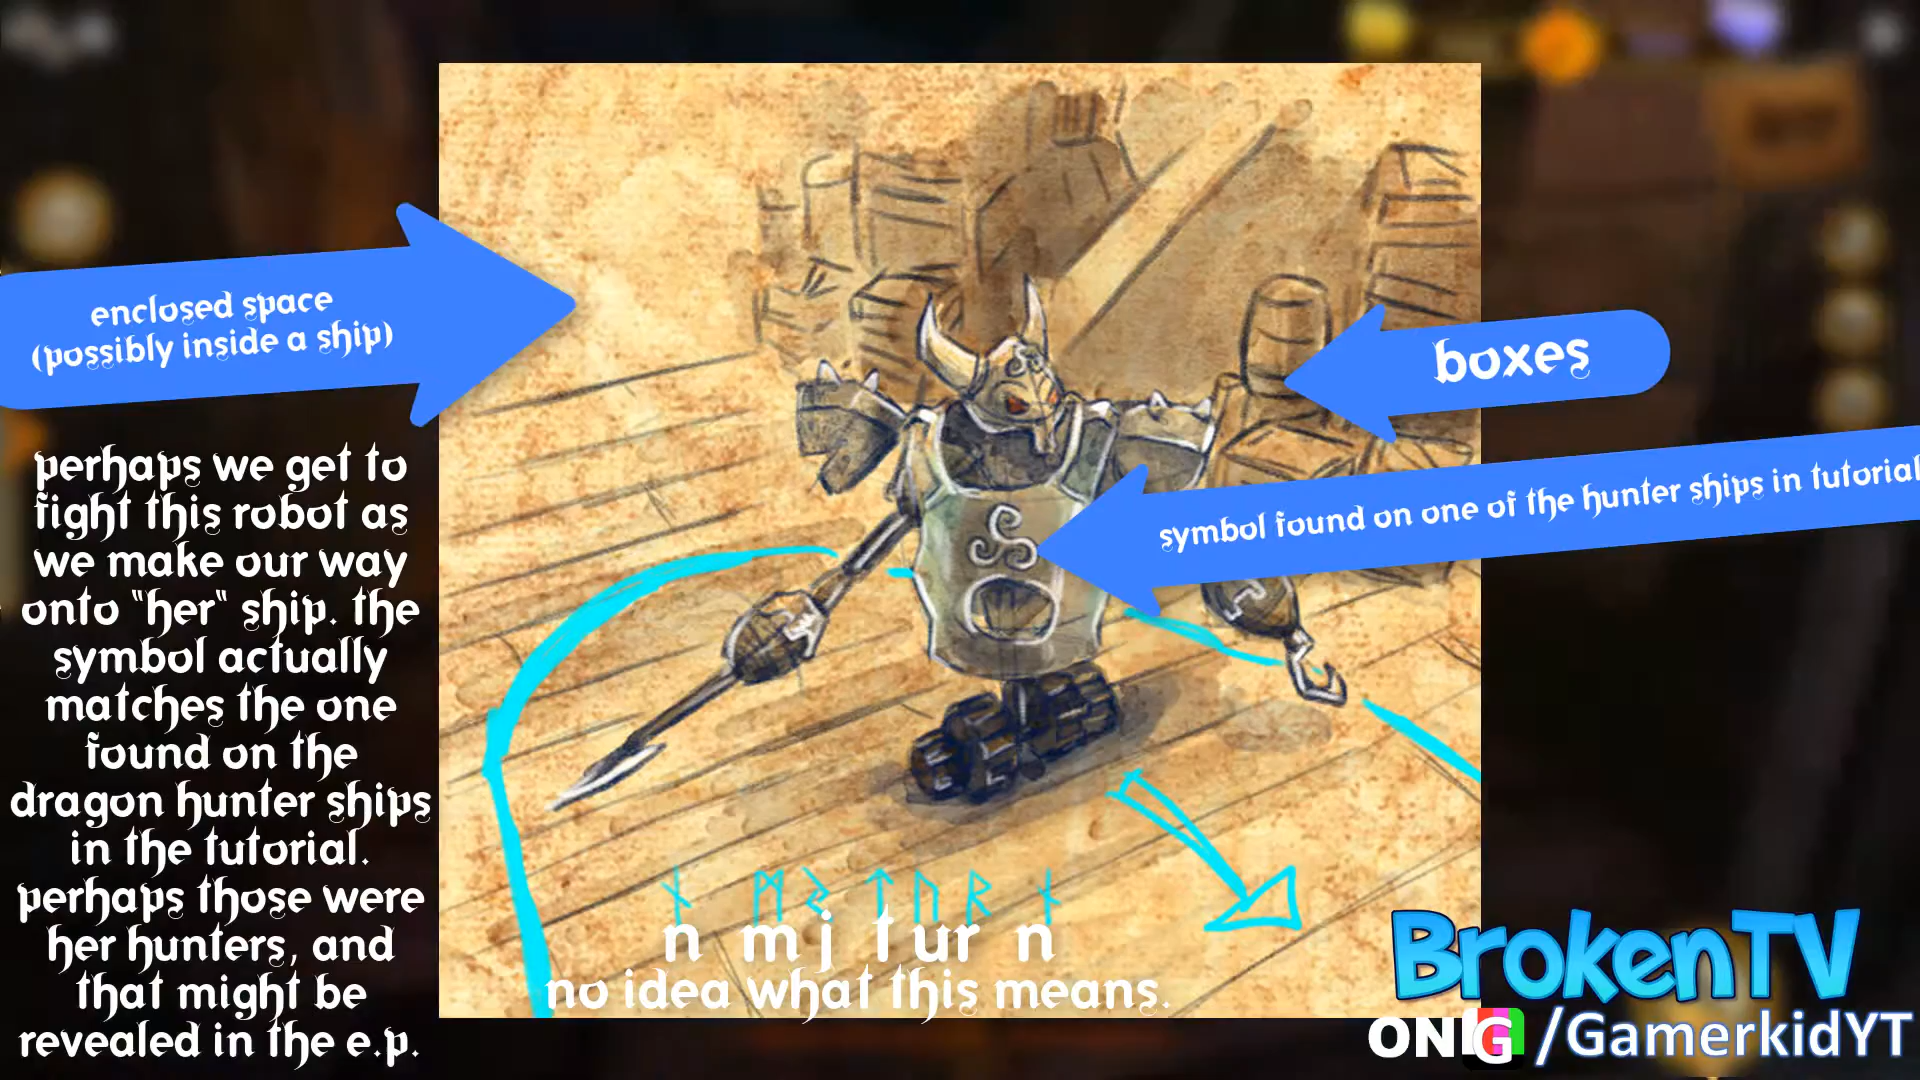 enclosed space
(possibly inside a ship)
boxes
symbol found on one of the hunter ships in tutorial
perhaps we get to
fight this robot as
we make our way
onto "her" ship. the
symbol actually
matches the one
found on the
dragon hunter ships
in the tutorial.
perhaps those were
her hunters, and
that might be
revealed in the e.p.
ᚾ ᛗᛃ ᛏᚢᚱ ᚾ
n mj tur n
no idea what this means.
BrokenTV
ON G /GamerkidYT